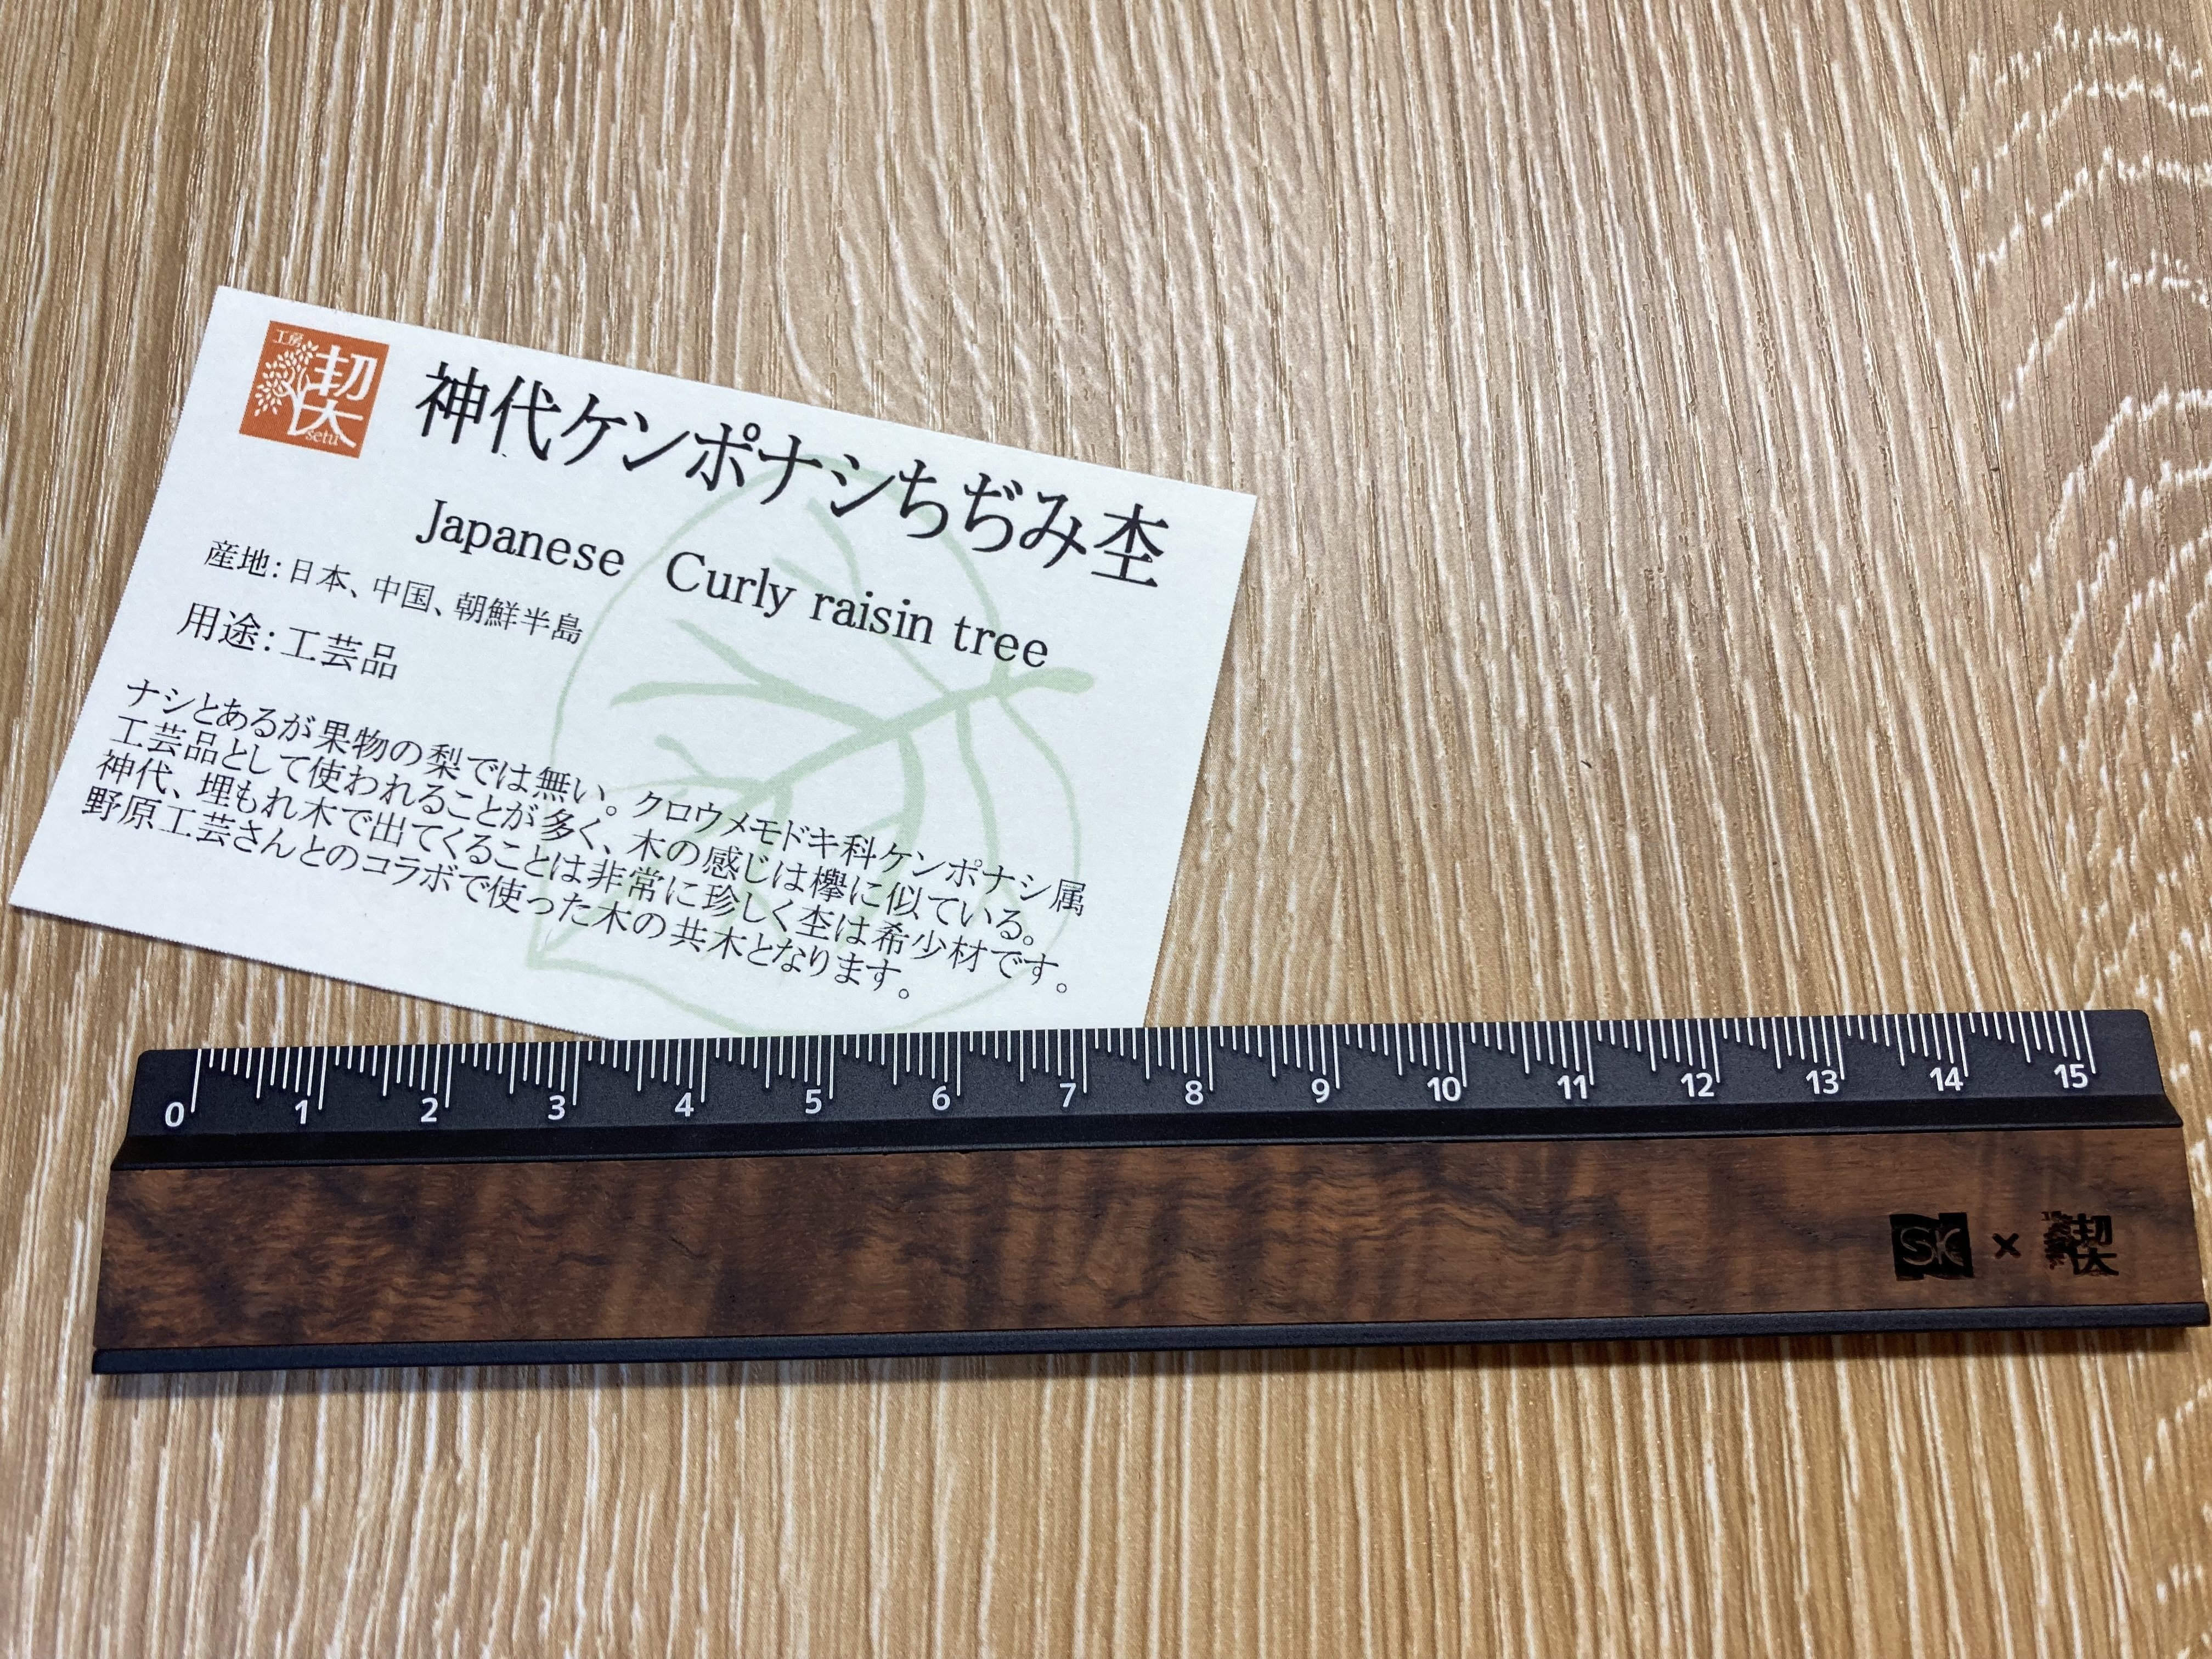 工房
契
setu
神代ケンポナシちぢみ杢
Japanese Curly raisin tree
産地：日本、中国、朝鮮半島
用途：工芸品
ナシとあるが果物の梨では無い。クロウメモドキ科ケンポナシ属
工芸品として使われることが多く、木の感じは欅に似ている。
神代、埋もれ木で出てくることは非常に珍しく杢は希少材です。
野原工芸さんとのコラボで使った木の共木となります。
0 1 2 3 4 5 6 7 8 9 10 11 12 13 14 15
SK × 契